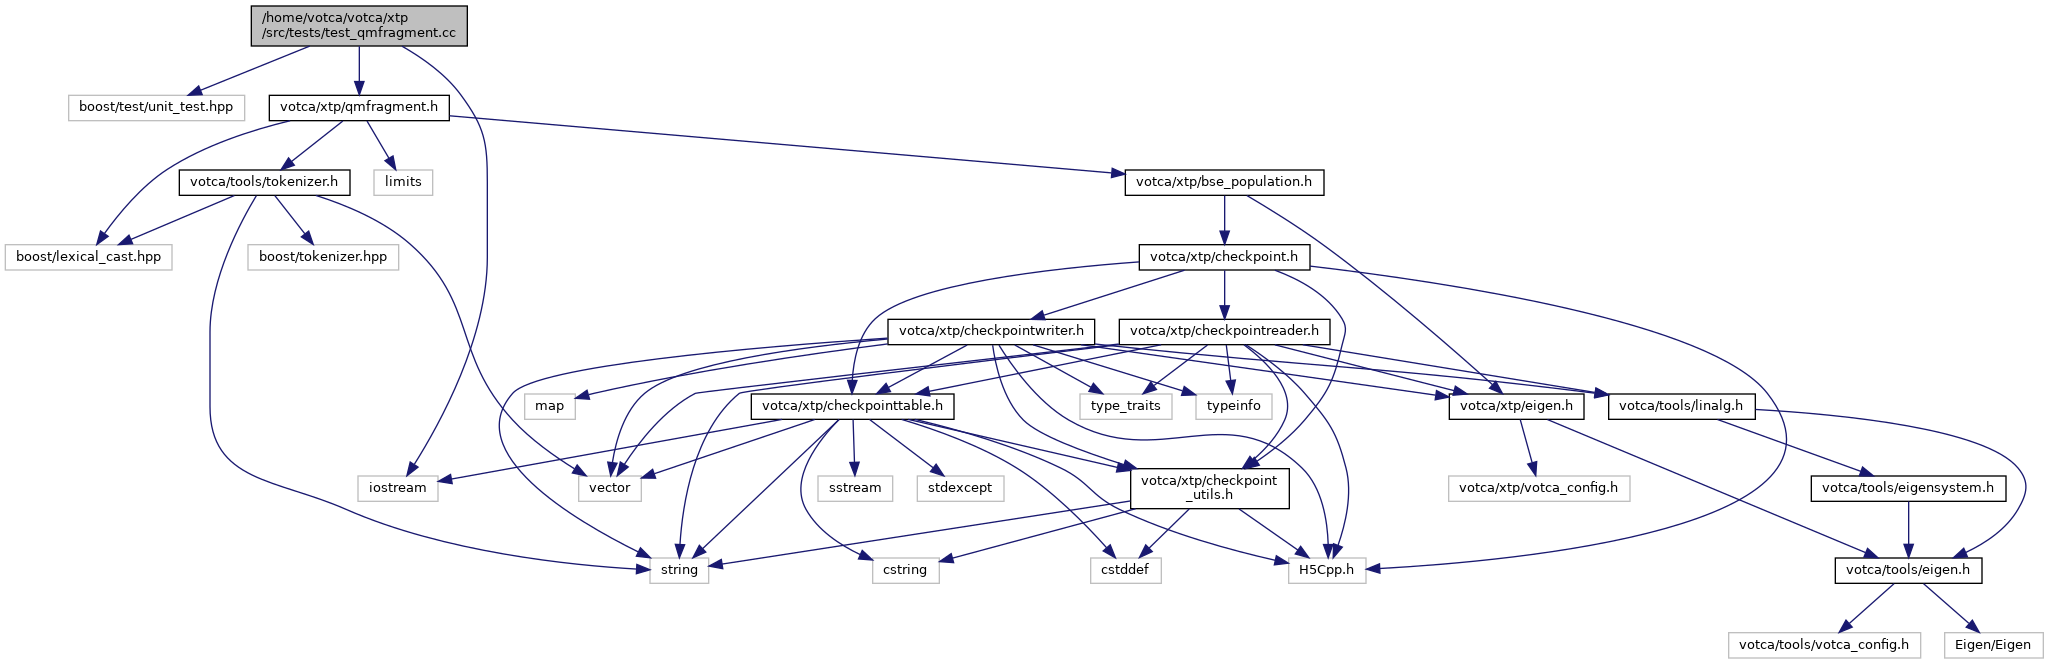 /home/votca/votca/xtp
/src/tests/test_qmfragment.cc
boost/test/unit_test.hpp
votca/xtp/qmfragment.h
votca/tools/tokenizer.h
limits
votca/xtp/bse_population.h
boost/lexical_cast.hpp
boost/tokenizer.hpp
votca/xtp/checkpoint.h
votca/xtp/checkpointwriter.h
votca/xtp/checkpointreader.h
map
votca/xtp/checkpointtable.h
type_traits
typeinfo
votca/xtp/eigen.h
votca/tools/linalg.h
iostream
vector
sstream
stdexcept
votca/xtp/checkpoint
_utils.h
votca/xtp/votca_config.h
votca/tools/eigensystem.h
string
cstring
cstddef
H5Cpp.h
votca/tools/eigen.h
votca/tools/votca_config.h
Eigen/Eigen